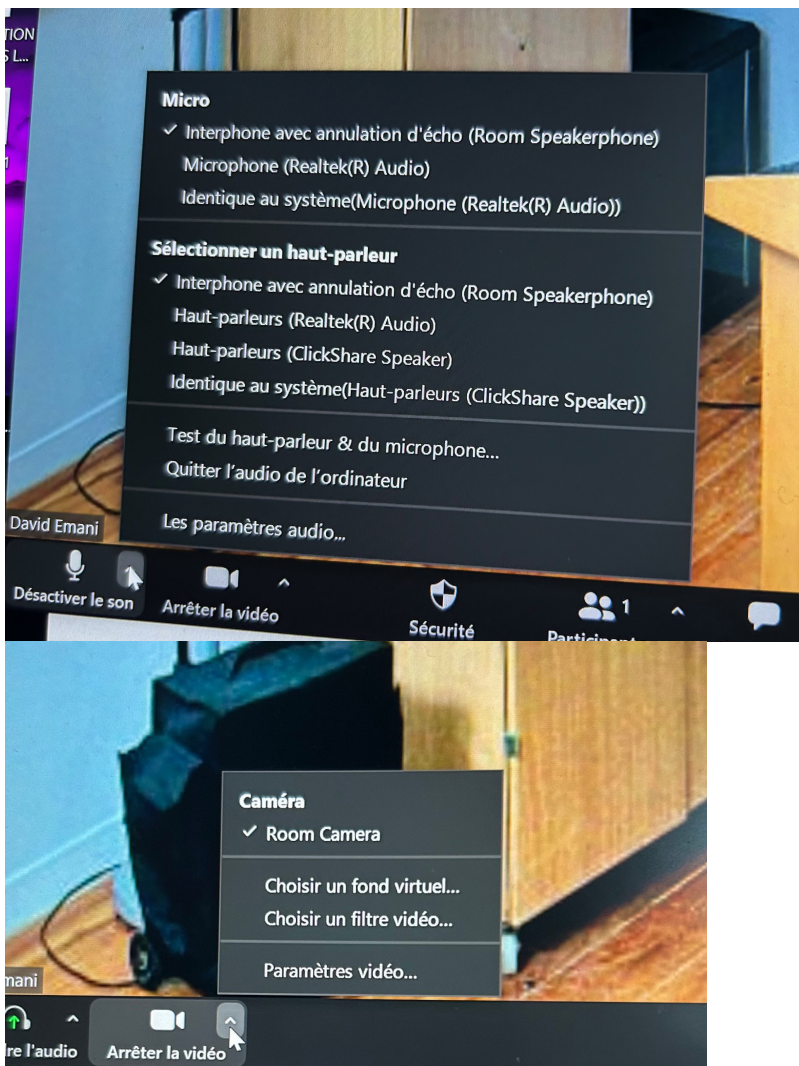 TION
S L...
Micro
Interphone avec annulation d'écho (Room Speakerphone)
Microphone (Realtek(R) Audio)
Identique au système(Microphone (Realtek(R) Audio))
Sélectionner un haut-parleur
Interphone avec annulation d'écho (Room Speakerphone)
Haut-parleurs (Realtek(R) Audio)
Haut-parleurs (ClickShare Speaker)
Identique au système(Haut-parleurs (ClickShare Speaker))
Test du haut-parleur & du microphone...
Quitter l'audio de l'ordinateur
Les paramètres audio...
David Emani
Désactiver le son
Arrêter la vidéo
Sécurité
1
Participant
Caméra
Room Camera
Choisir un fond virtuel...
Choisir un filtre vidéo...
Paramètres vidéo...
mani
re l'audio
Arrêter la vidéo